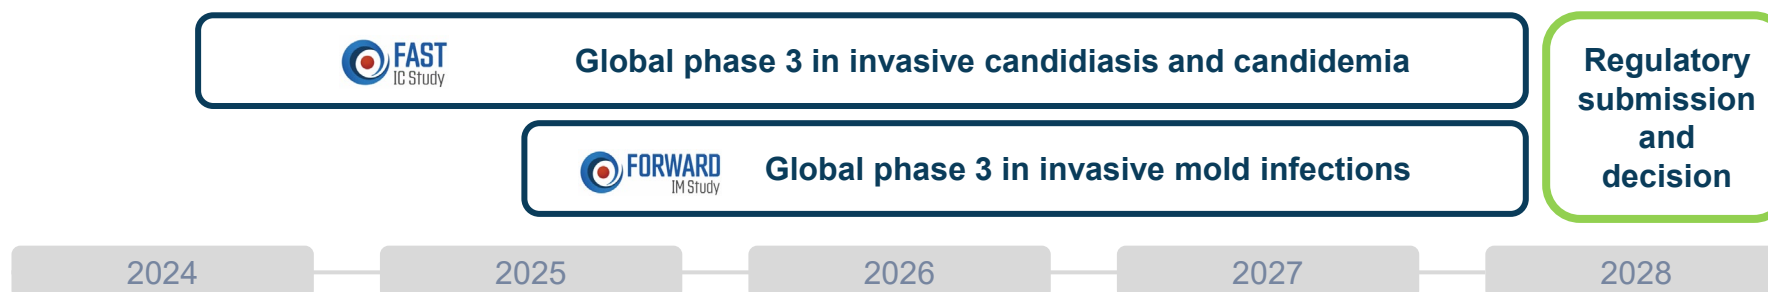 FAST
IC Study
Global phase 3 in invasive candidiasis and candidemia
FORWARD
IM Study
Global phase 3 in invasive mold infections
Regulatory
submission
and
decision
2024
2025
2026
2027
2028